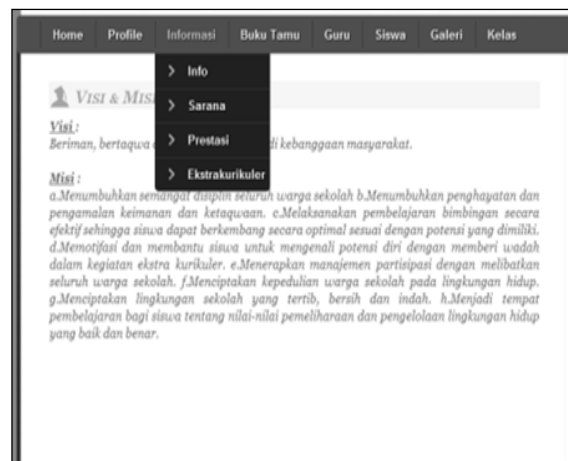 Home Profile Informasi Buku Tamu Guru Siswa Galeri Kelas
> Info
> Sarana
> Prestasi
> Ekstrakurikuler
VISI & MISI
Visi :
Beriman, bertaqwa di kebanggaan masyarakat.
Misi :
a.Menumbuhkan semangat disiplin seluruh warga sekolah b.Menumbuhkan penghayatan dan
pengamalan keimanan dan ketaqwaan. c.Melaksanakan pembelajaran bimbingan secara
efektif sehingga siswa dapat berkembang secara optimal sesuai dengan potensi yang dimiliki.
d.Memotifasi dan membantu siswa untuk mengenali potensi diri dengan memberi wadah
dalam kegiatan ekstra kurikuler. e.Menerapkan manajemen partisipasi dengan melibatkan
seluruh warga sekolah. f.Menciptakan kepedulian warga sekolah pada lingkungan hidup.
g.Menciptakan lingkungan sekolah yang tertib, bersih dan indah. h.Menjadi tempat
pembelajaran bagi siswa tentang nilai-nilai pemeliharaan dan pengelolaan lingkungan hidup
yang baik dan benar.